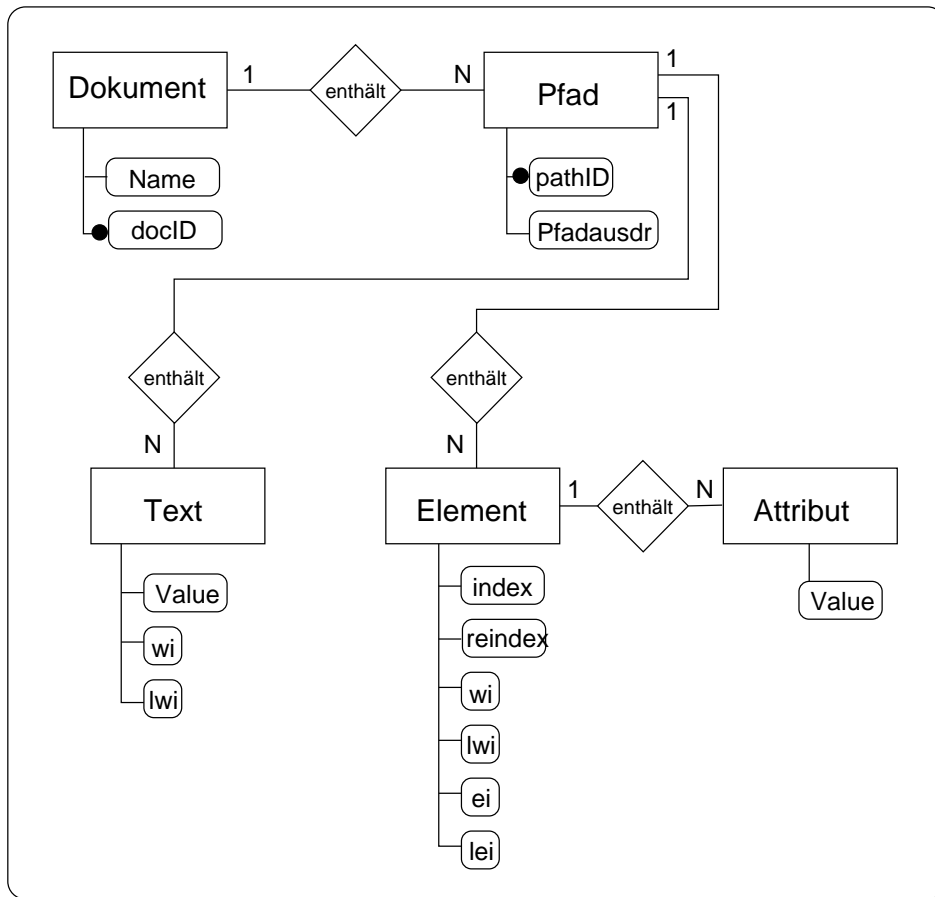 Dokument
1
enthält
N
Pfad
1
1
Name
docID
pathID
Pfadausdr
enthält
enthält
N
N
Text
Element
1
enthält
N
Attribut
Value
wi
lwi
index
reindex
wi
lwi
ei
lei
Value